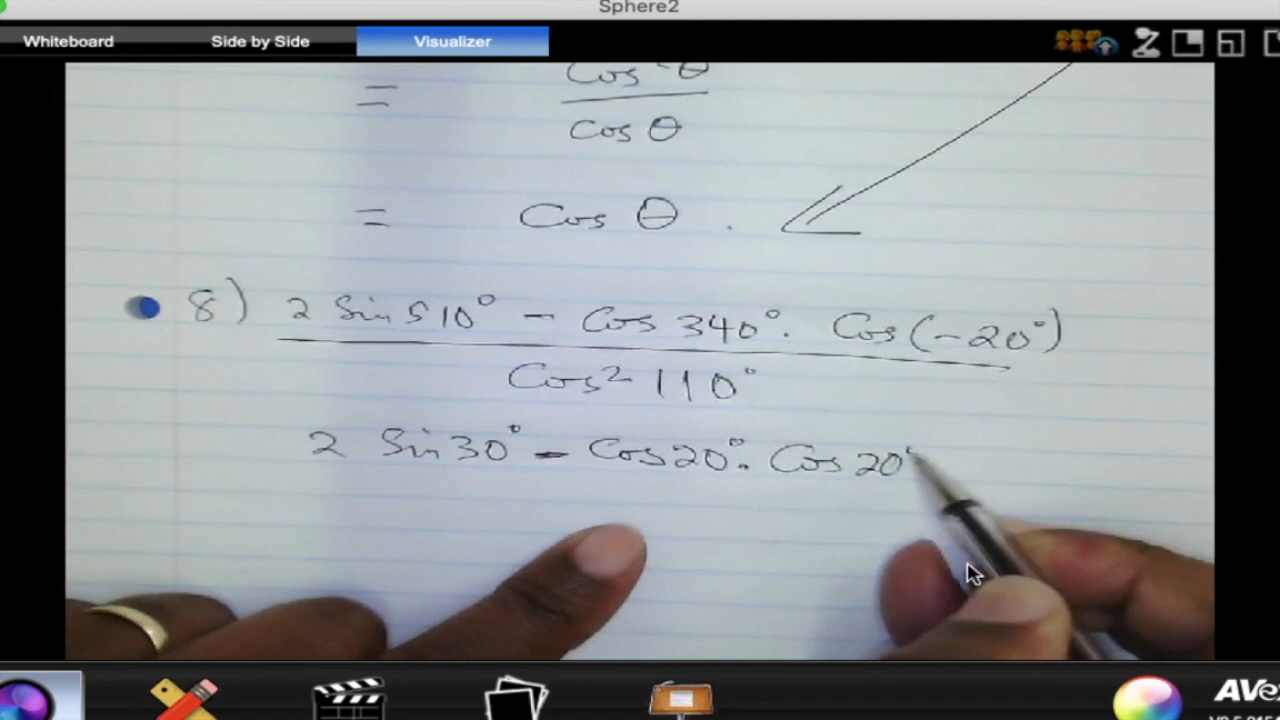 Sphere2
Whiteboard Side by Side Visualizer
= Cos²θ / cos θ
= Cos θ .
8) 2 Sin 510° - Cos 340° . Cos(-20°)
Cos² 110°
2 Sin 30° - Cos 20° . Cos 20°